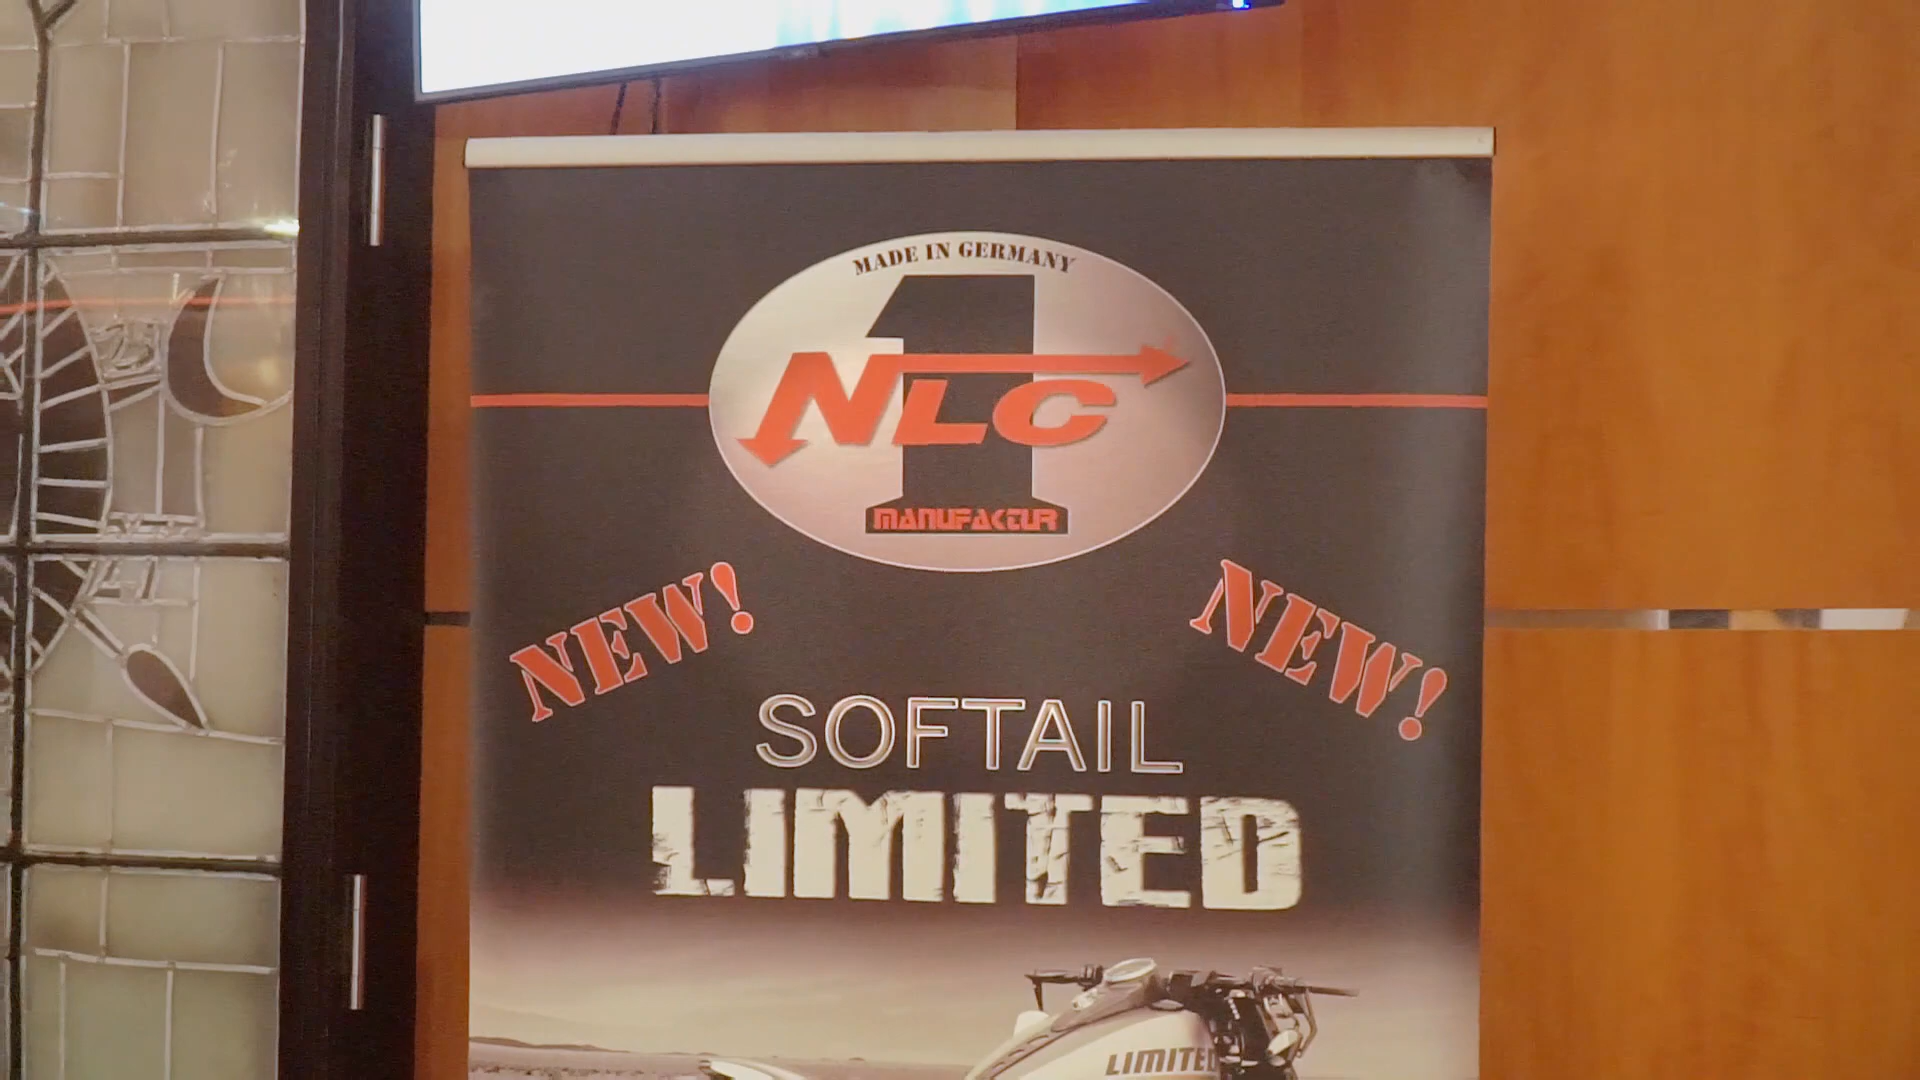 MADE IN GERMANY
1
NLC
MANUFAKTUR
NEW!
NEW!
SOFTAIL
LIMITED
LIMITED